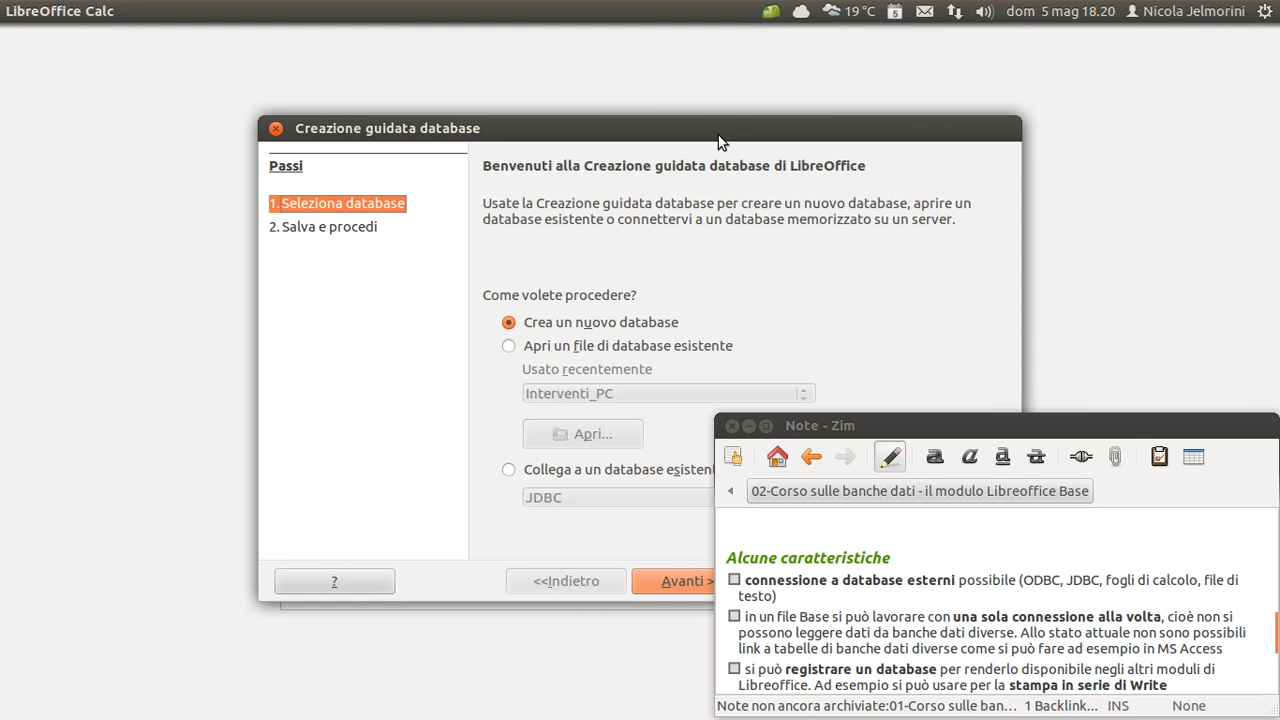 LibreOffice Calc
19 °C
5
dom 5 mag 18.20
Nicola Jelmorini
Creazione guidata database
Passi
1. Seleziona database
2. Salva e procedi
Benvenuti alla Creazione guidata database di LibreOffice
Usate la Creazione guidata database per creare un nuovo database, aprire un
database esistente o connettervi a un database memorizzato su un server.
Come volete procedere?
Crea un nuovo database
Apri un file di database esistente
Usato recentemente
Interventi_PC
Apri...
Collega a un database esistent
JDBC
?
<<Indietro
Avanti >
Note - Zim
02-Corso sulle banche dati - il modulo Libreoffice Base
Alcune caratteristiche
connessione a database esterni possibile (ODBC, JDBC, fogli di calcolo, file di
testo)
in un file Base si può lavorare con una sola connessione alla volta, cioè non si
possono leggere dati da banche dati diverse. Allo stato attuale non sono possibili
link a tabelle di banche dati diverse come si può fare ad esempio in MS Access
si può registrare un database per renderlo disponibile negli altri moduli di
Libreoffice. Ad esempio si può usare per la stampa in serie di Write
Note non ancora archiviate:01-Corso sulle ban... 1 Backlink... INS None